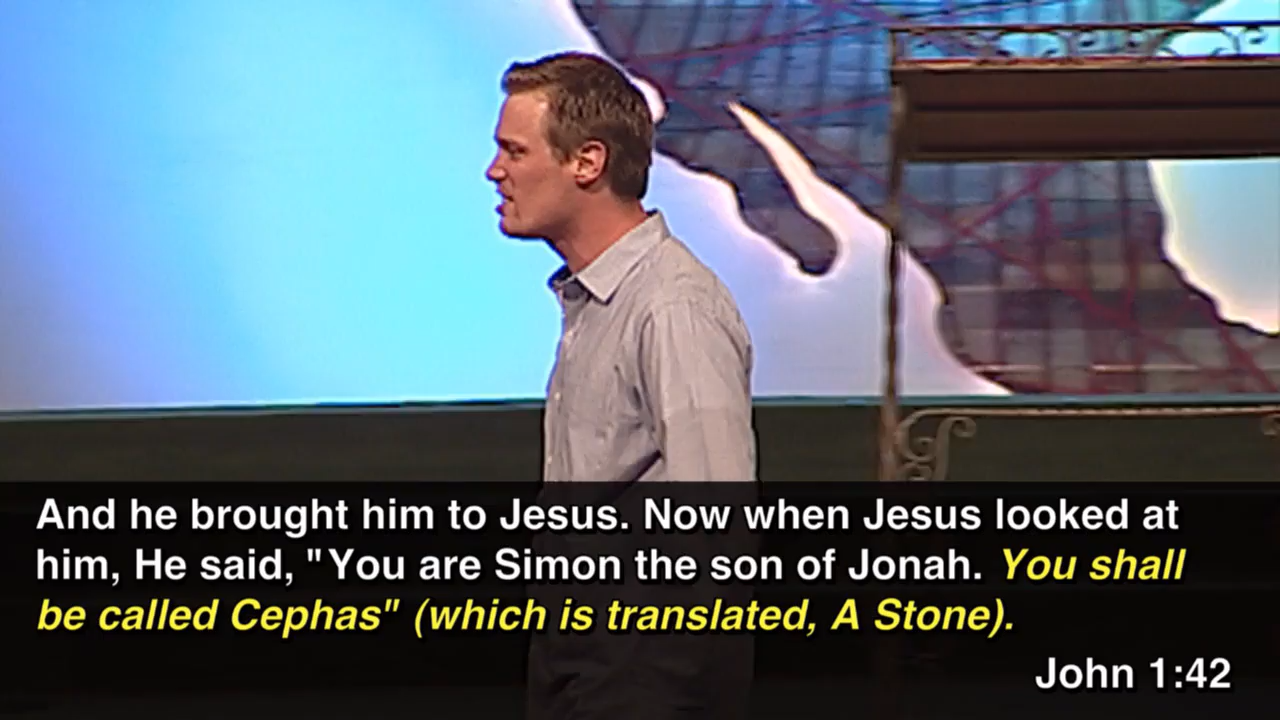 And he brought him to Jesus. Now when Jesus looked at
him, He said, "You are Simon the son of Jonah. You shall
be called Cephas" (which is translated, A Stone).
John 1:42